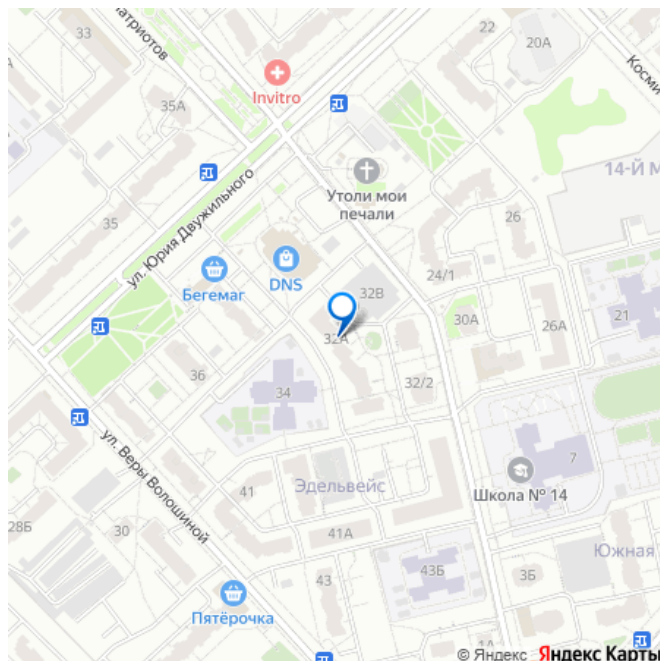 33
атриотов
22
20А
Косми
35А
Invitro
14-Й М
Утоли мои
печали
35
ул. Юрия Двужильного
26
24/1
Бегемаг
DNS
32В
30А
21
26А
32А
36
34
32/2
ул. Веры Волошиной
41
Эдельвейс
7
Школа № 14
28Б
30
41А
Южная
43
43Б
3Б
Пятёрочка
1А
© Яндекс Яндекс Карты